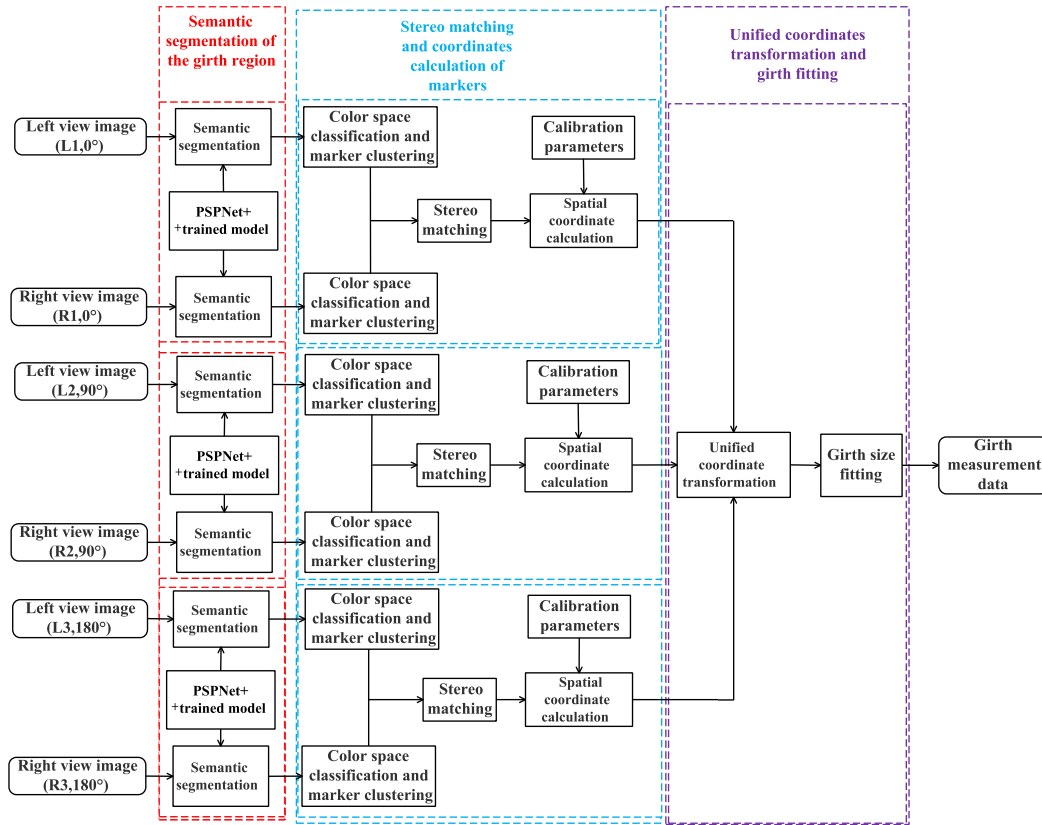 Semantic
segmentation of
the girth region
Stereo matching
and coordinates
calculation of
markers
Unified coordinates
transformation and
girth fitting
Left view image
(L1,0°)
Semantic
segmentation
Color space
classification and
marker clustering
Calibration
parameters
PSPNet+
+trained model
Stereo
matching
Spatial
coordinate
calculation
Right view image
(R1,0°)
Semantic
segmentation
Color space
classification and
marker clustering
Left view image
(L2,90°)
Semantic
segmentation
Color space
classification and
marker clustering
Calibration
parameters
PSPNet+
+trained model
Stereo
matching
Spatial
coordinate
calculation
Unified
coordinate
transformation
Girth size
fitting
Girth
measurement
data
Right view image
(R2,90°)
Semantic
segmentation
Color space
classification and
marker clustering
Left view image
(L3,180°)
Semantic
segmentation
Color space
classification and
marker clustering
Calibration
parameters
PSPNet+
+trained model
Stereo
matching
Spatial
coordinate
calculation
Right view image
(R3,180°)
Semantic
segmentation
Color space
classification and
marker clustering